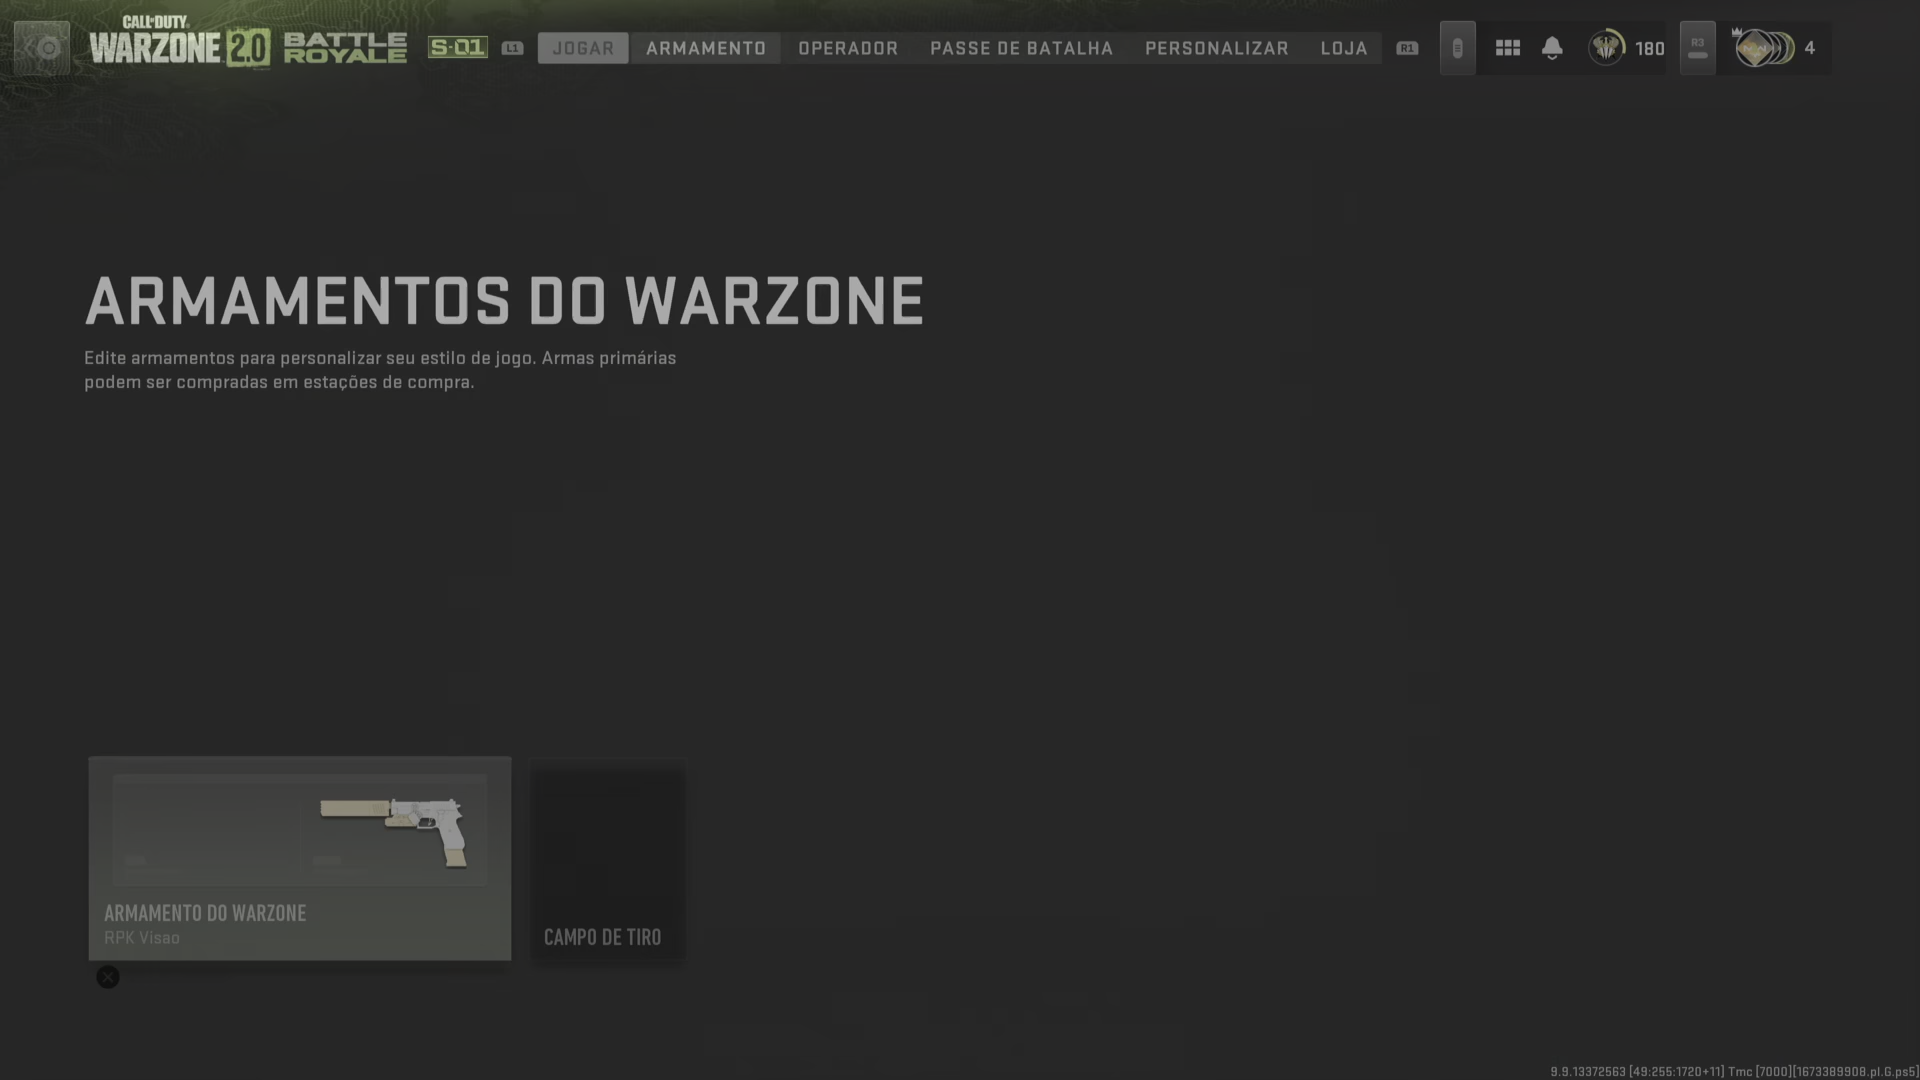 CALL OF DUTY
WARZONE 2.0 BATTLE ROYALE S-01 L1 JOGAR ARMAMENTO OPERADOR PASSE DE BATALHA PERSONALIZAR LOJA R1 180 R3 4
ARMAMENTOS DO WARZONE
Edite armamentos para personalizar seu estilo de jogo. Armas primárias
podem ser compradas em estações de compra.
ARMAMENTO DO WARZONE
RPK Visao
CAMPO DE TIRO
9.9.13372563 [49:255:1720+11] Tmc [7000][1673389908.pl.G.ps5]